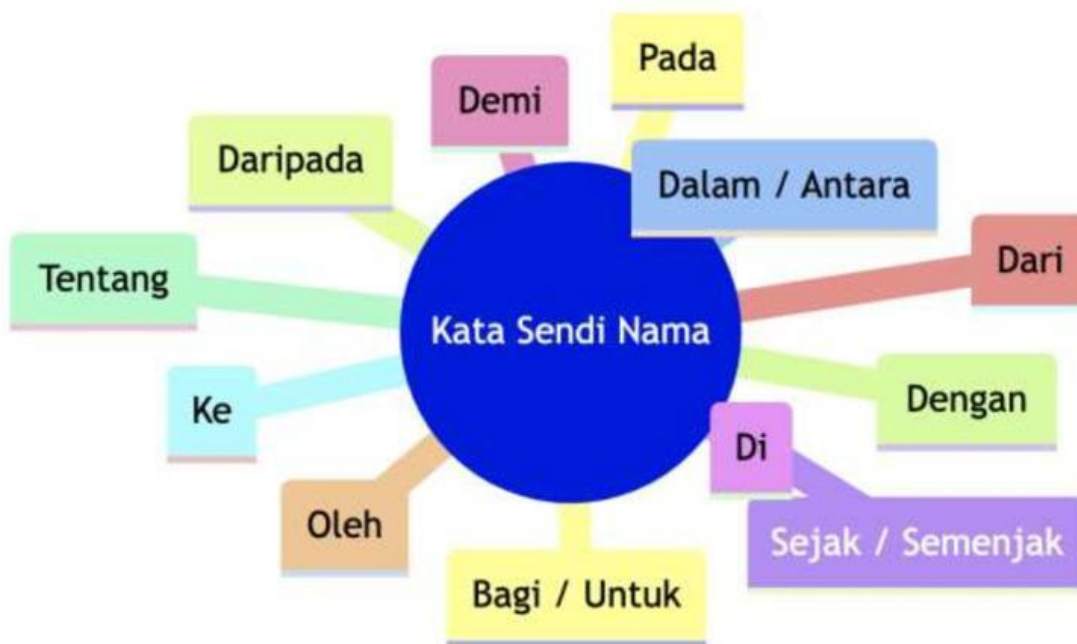 Pada
Demi
Daripada
Dalam / Antara
Dari
Tentang
Kata Sendi Nama
Ke
Dengan
Di
Oleh
Sejak / Semenjak
Bagi / Untuk